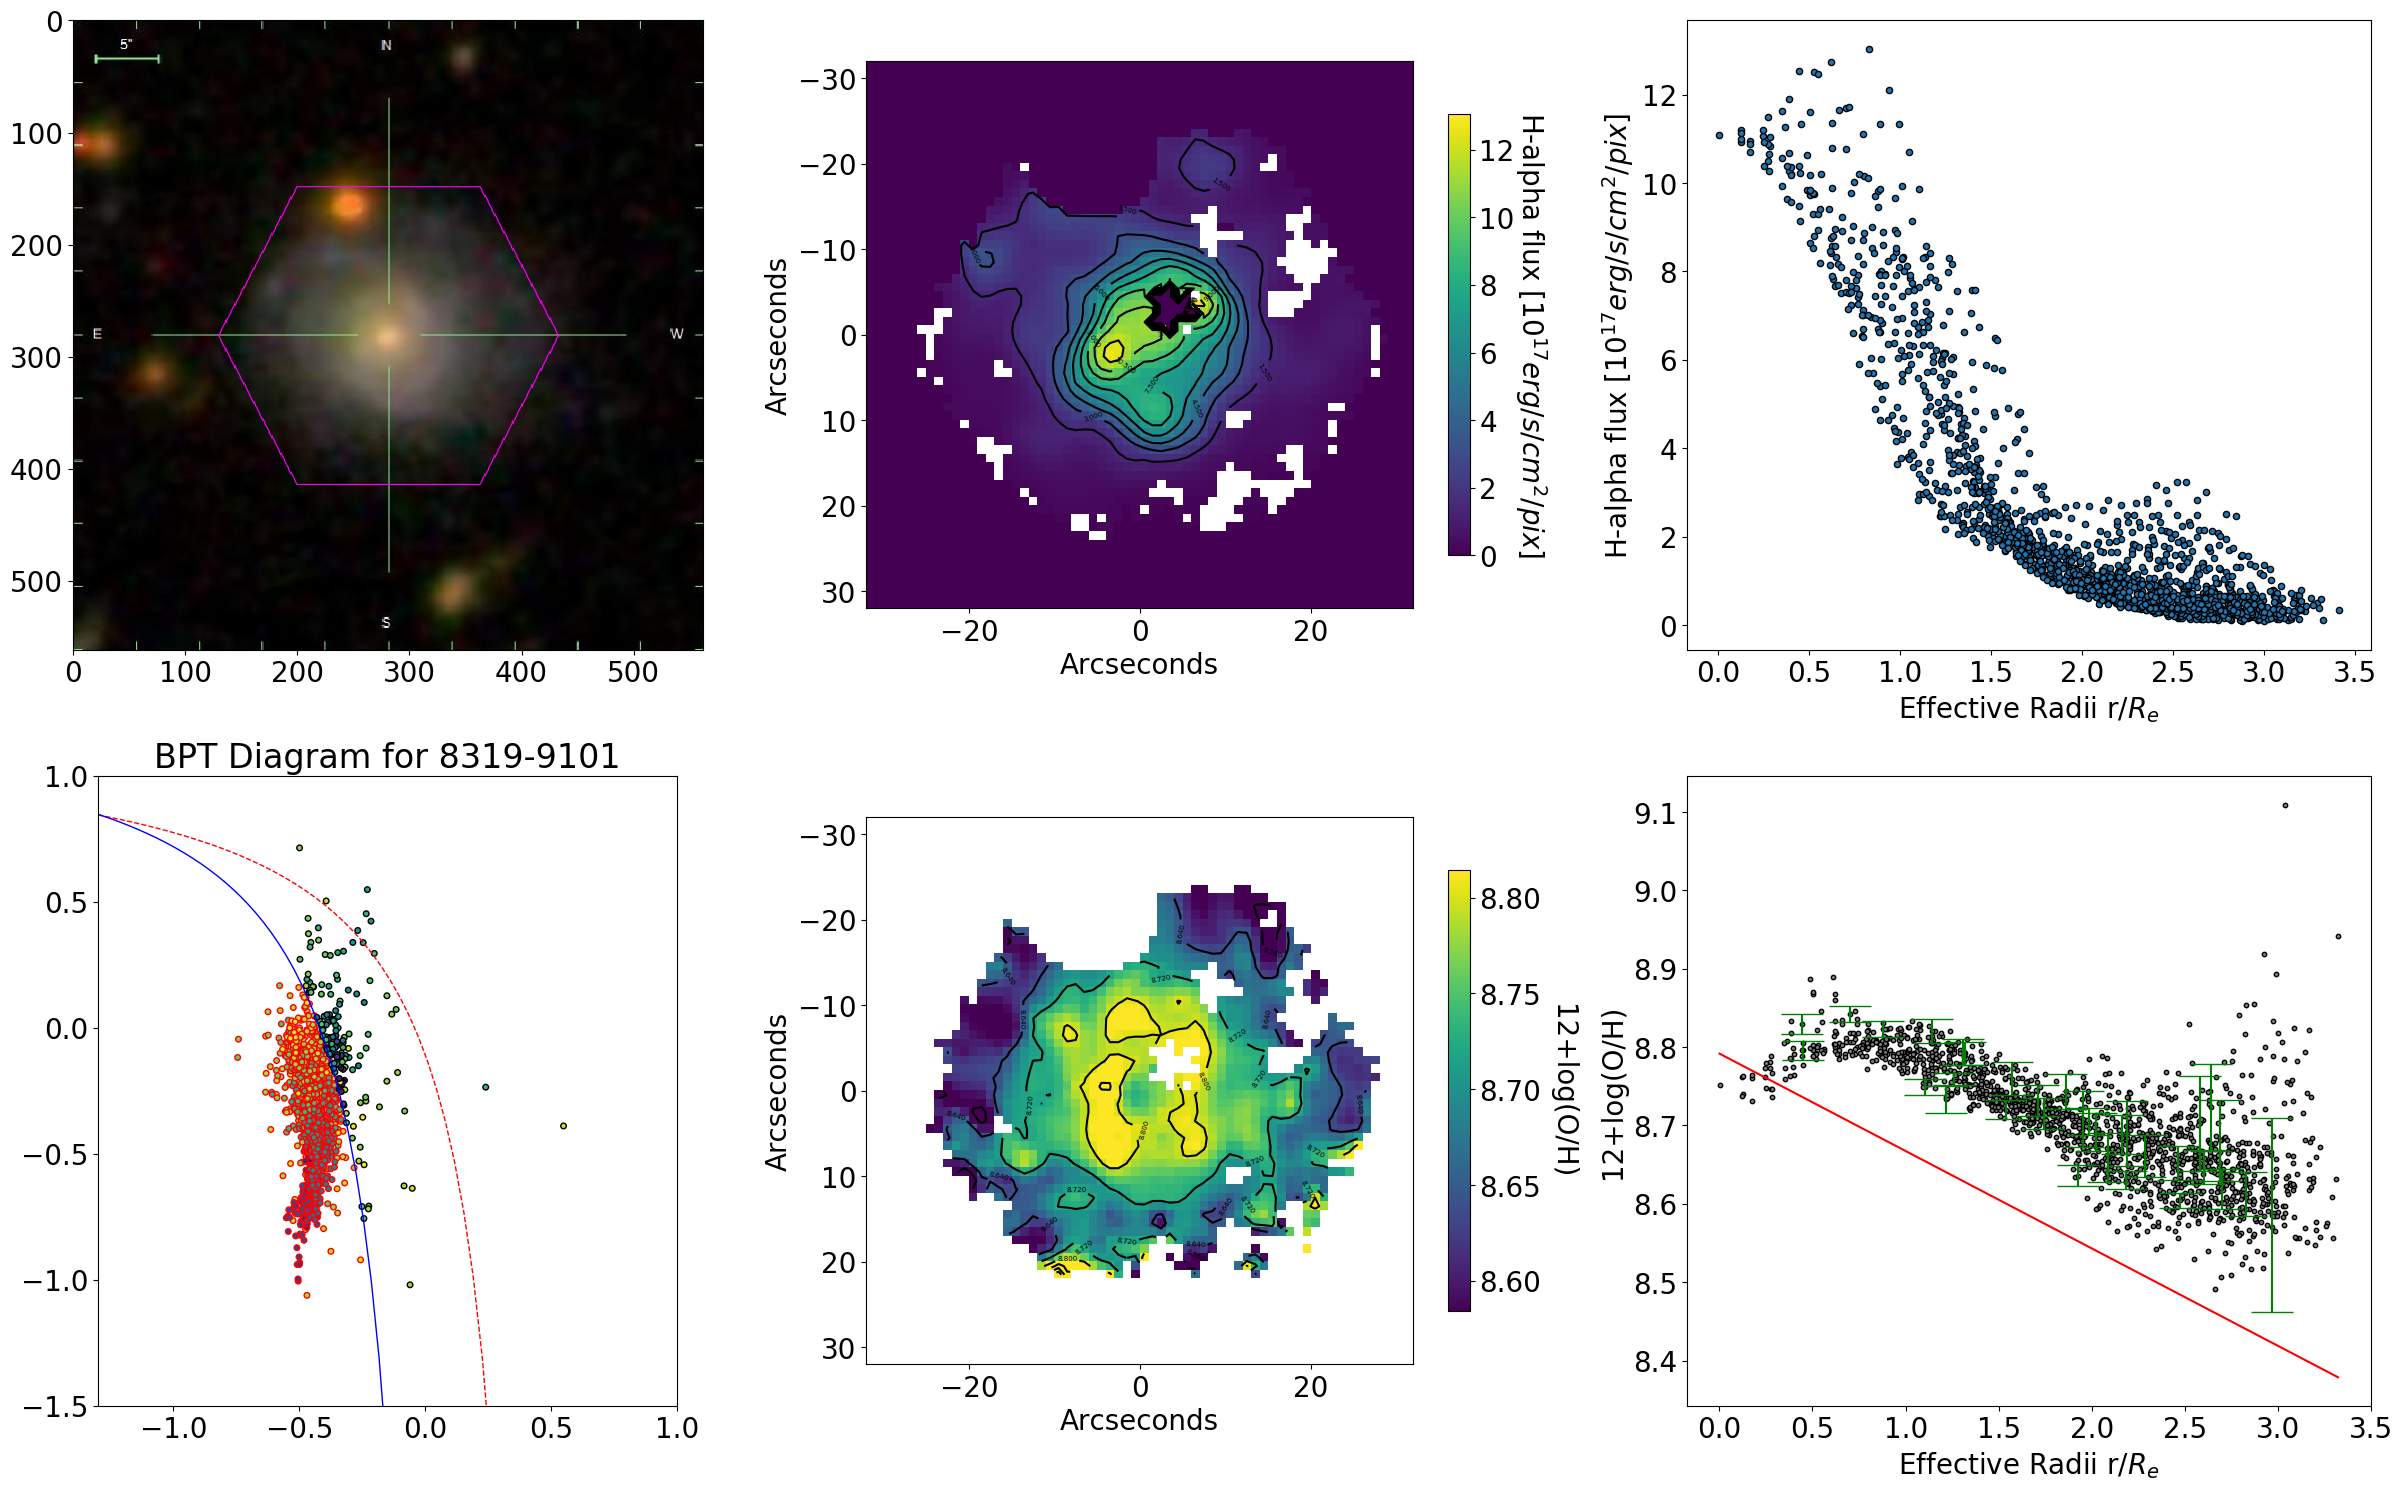 5"
N
E
W
S
0
100
200
300
400
500
0 100 200 300 400 500
−30
−20
−10
0
10
20
30
−20 0 20
Arcseconds
Arcseconds
12
10
8
6
4
2
0
H-alpha flux [10^17 erg/s/cm^2/pix]
H-alpha flux [10^17 erg/s/cm^2/pix]
12
10
8
6
4
2
0
0.0 0.5 1.0 1.5 2.0 2.5 3.0 3.5
Effective Radii r/R_e
BPT Diagram for 8319-9101
1.0
0.5
0.0
−0.5
−1.0
−1.5
−1.0 −0.5 0.0 0.5 1.0
−30
−20
−10
0
10
20
30
−20 0 20
Arcseconds
Arcseconds
8.80
8.75
8.70
8.65
8.60
12+log(O/H)
12+log(O/H)
9.1
9.0
8.9
8.8
8.7
8.6
8.5
8.4
0.0 0.5 1.0 1.5 2.0 2.5 3.0 3.5
Effective Radii r/R_e